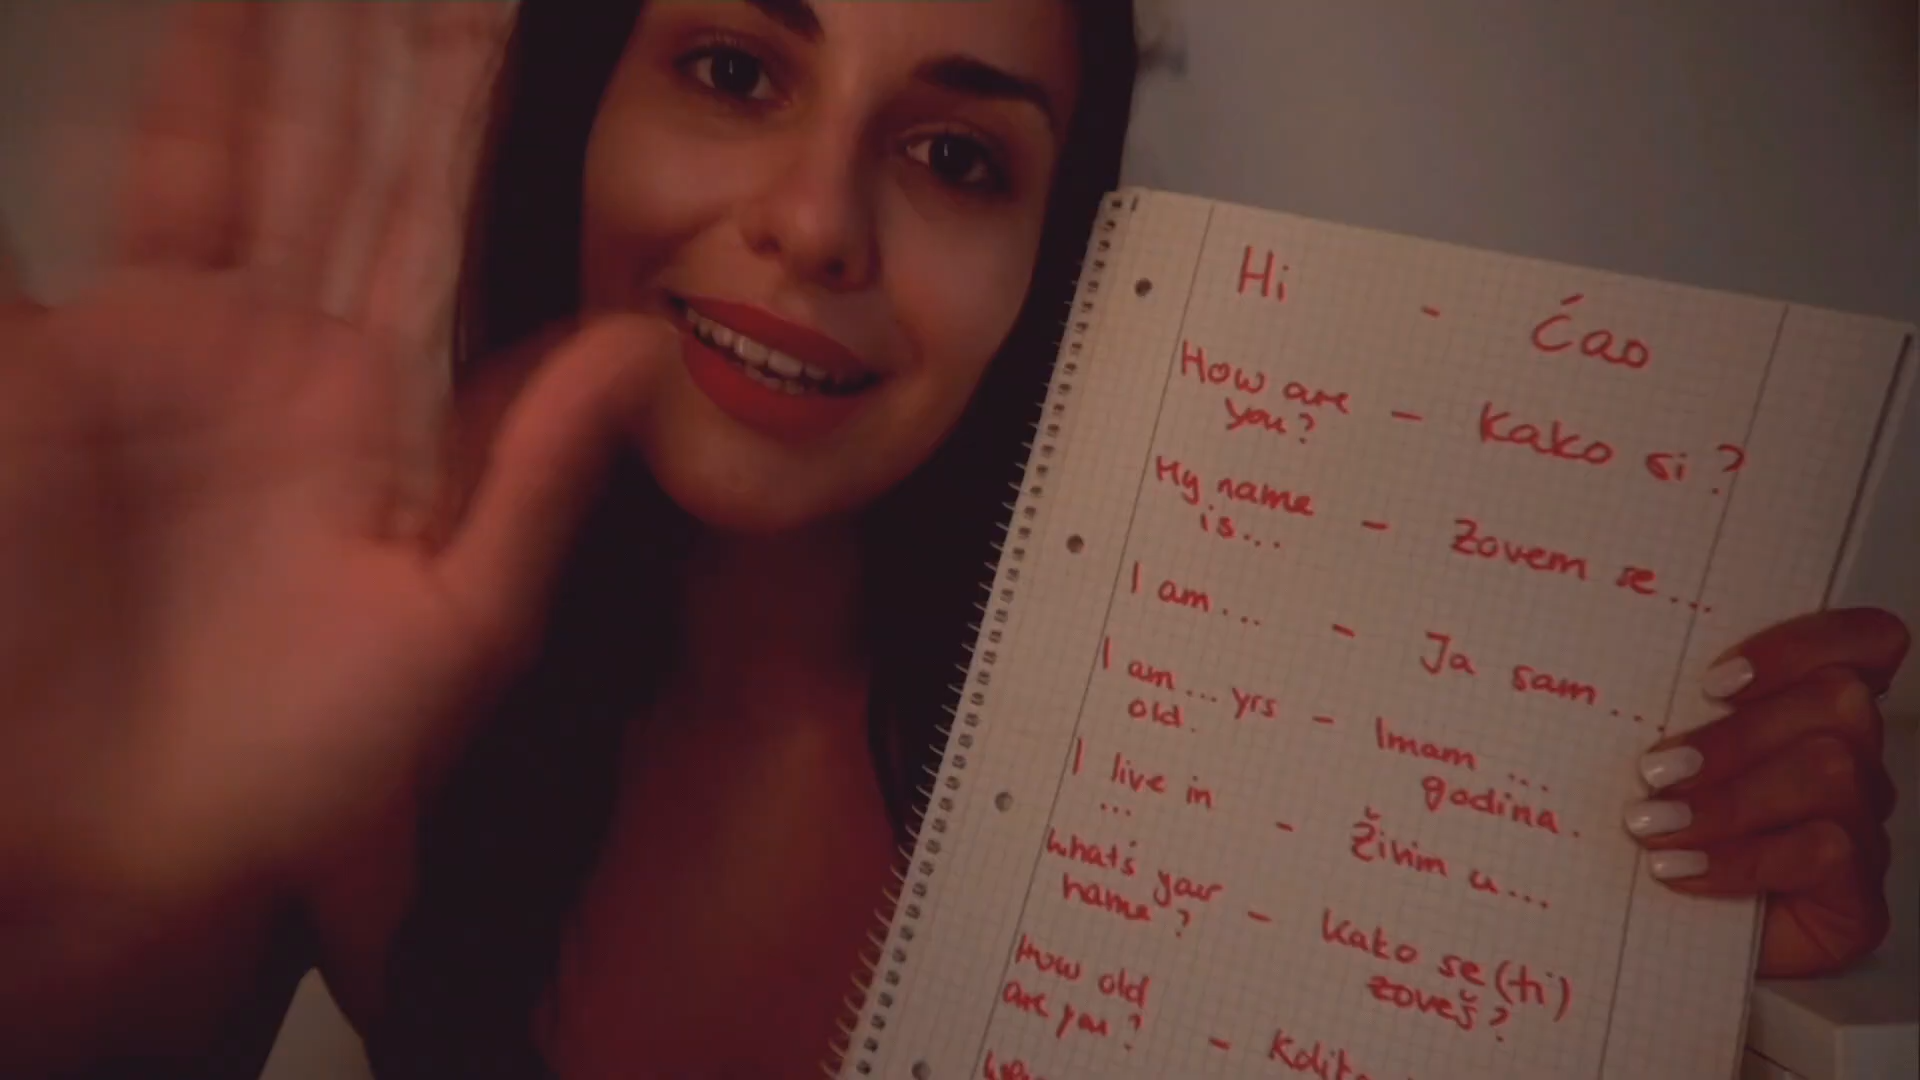 Hi - Ćao
How are - Kako si?
you?
My name - Zovem se...
is...
I am... - Ja sam...
I am... yrs - Imam ...
old. godina.
I live in - Živim u...
...
What's your - Kako se (ti)
name? zoveš?
How old
are you? - Kolik